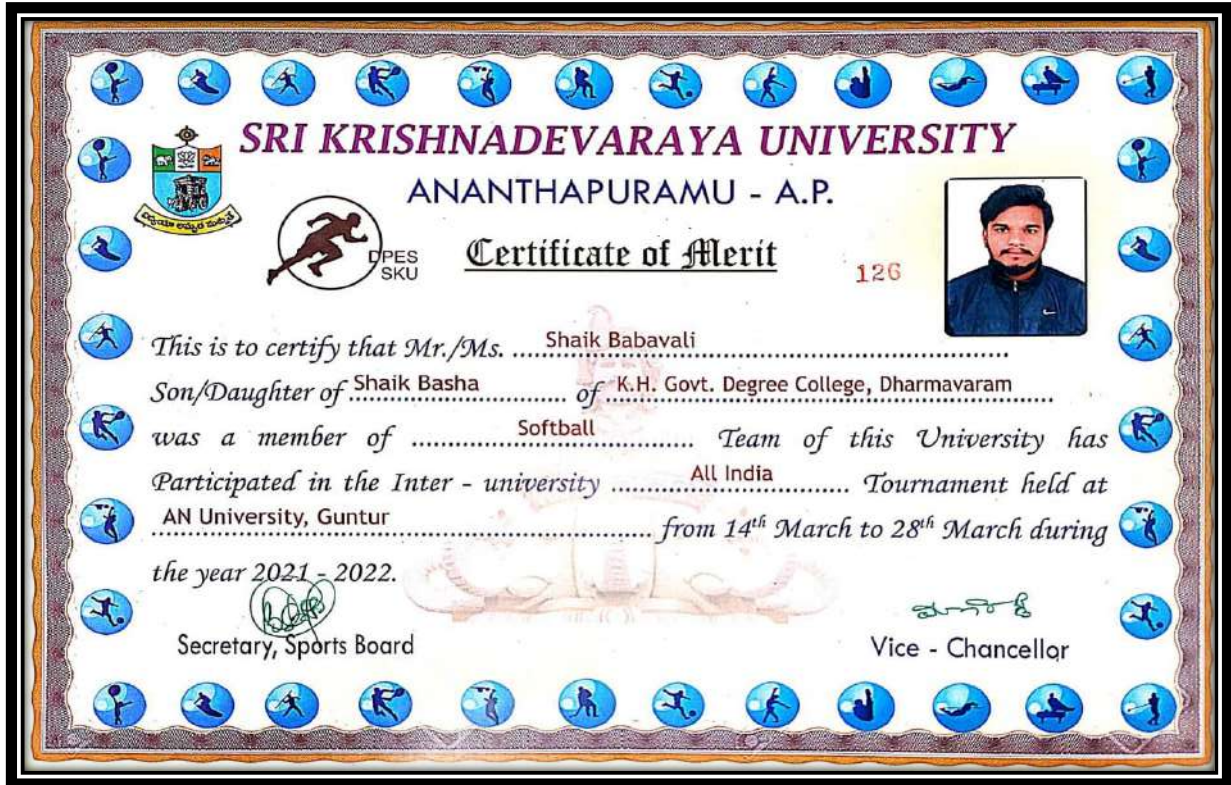 SRI KRISHNADEVARAYA UNIVERSITY
ANANTHAPURAMU - A.P.
DPES
SKU
Certificate of Merit
126
This is to certify that Mr./Ms. ....Shaik Babavali....
Son/Daughter of Shaik Basha.... of K.H. Govt. Degree College, Dharmavaram
was a member of ....Softball.... Team of this University has
Participated in the Inter - university ....All India.... Tournament held at
AN University, Guntur.... from 14th March to 28th March during
the year 2021 - 2022.
Secretary, Sports Board
Vice - Chancellor